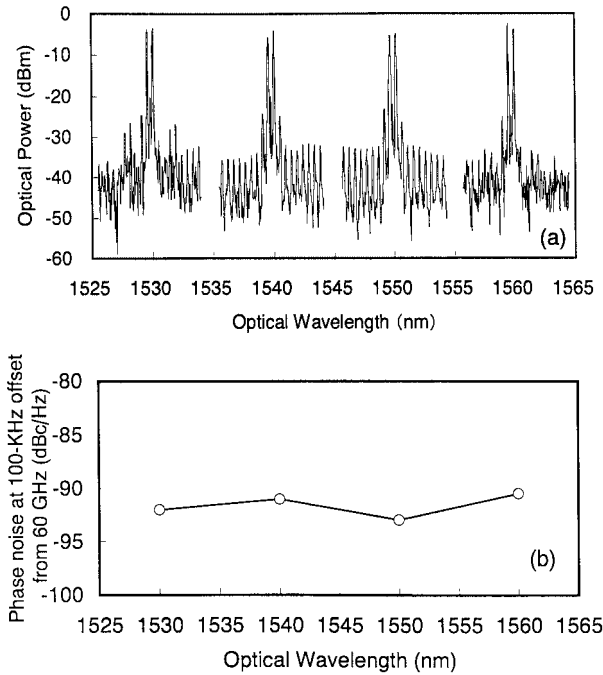 0
-10
-20
-30
-40
-50
-60
Optical Power (dBm)
(a)
1525 1530 1535 1540 1545 1550 1555 1560 1565
Optical Wavelength (nm)
-80
-85
-90
-95
-100
Phase noise at 100-KHz offset
from 60 GHz (dBc/Hz)
(b)
1525 1530 1535 1540 1545 1550 1555 1560 1565
Optical Wavelength (nm)